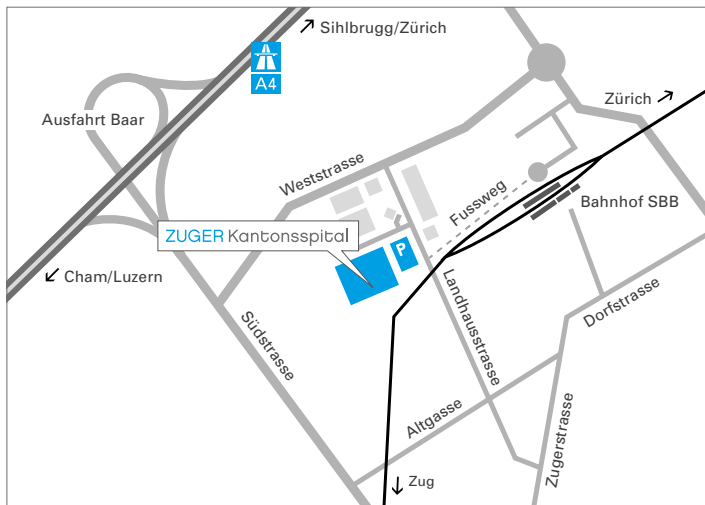 Sihlbrugg/Zürich
A4
Zürich
Ausfahrt Baar
Weststrasse
Fussweg
Bahnhof SBB
ZUGER Kantonsspital
P
Cham/Luzern
Landhausstrasse
Südstrasse
Dorfstrasse
Altgasse
Zugerstrasse
Zug